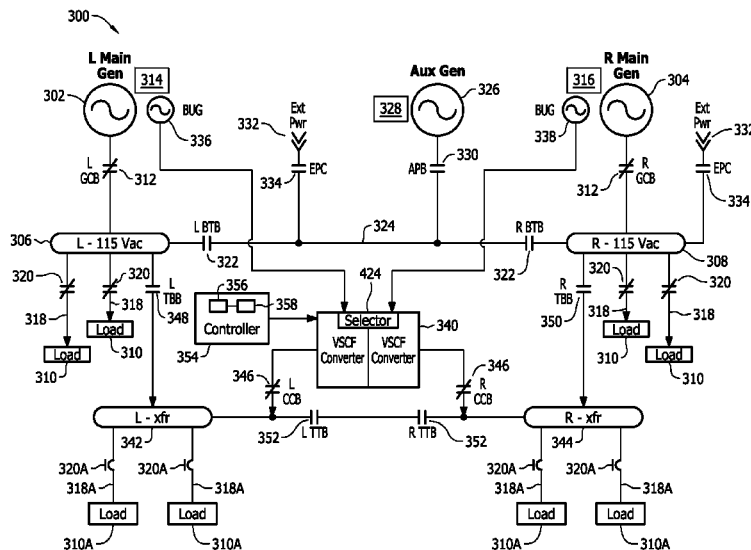 300
L Main
Gen
302
314
336
BUG
332
Ext
Pwr
334
EPC
Aux Gen
328
326
APB
330
316
BUG
338
R Main
Gen
304
Ext
Pwr
332
EPC
334
L
GCB
312
R
GCB
312
306
L - 115 Vac
L BTB
322
324
R BTB
322
R - 115 Vac
308
320
320
L
TBB
348
318
318
Load
310
Load
310
356
358
Controller
354
424
Selector
340
VSCF
Converter
VSCF
Converter
R
TBB
350
320
320
318
318
Load
310
Load
310
346
L
CCB
346
R
CCB
L - xfr
342
352
L TTB
R TTB
352
R - xfr
344
320A
320A
318A
318A
Load
310A
Load
310A
320A
320A
318A
318A
Load
310A
Load
310A